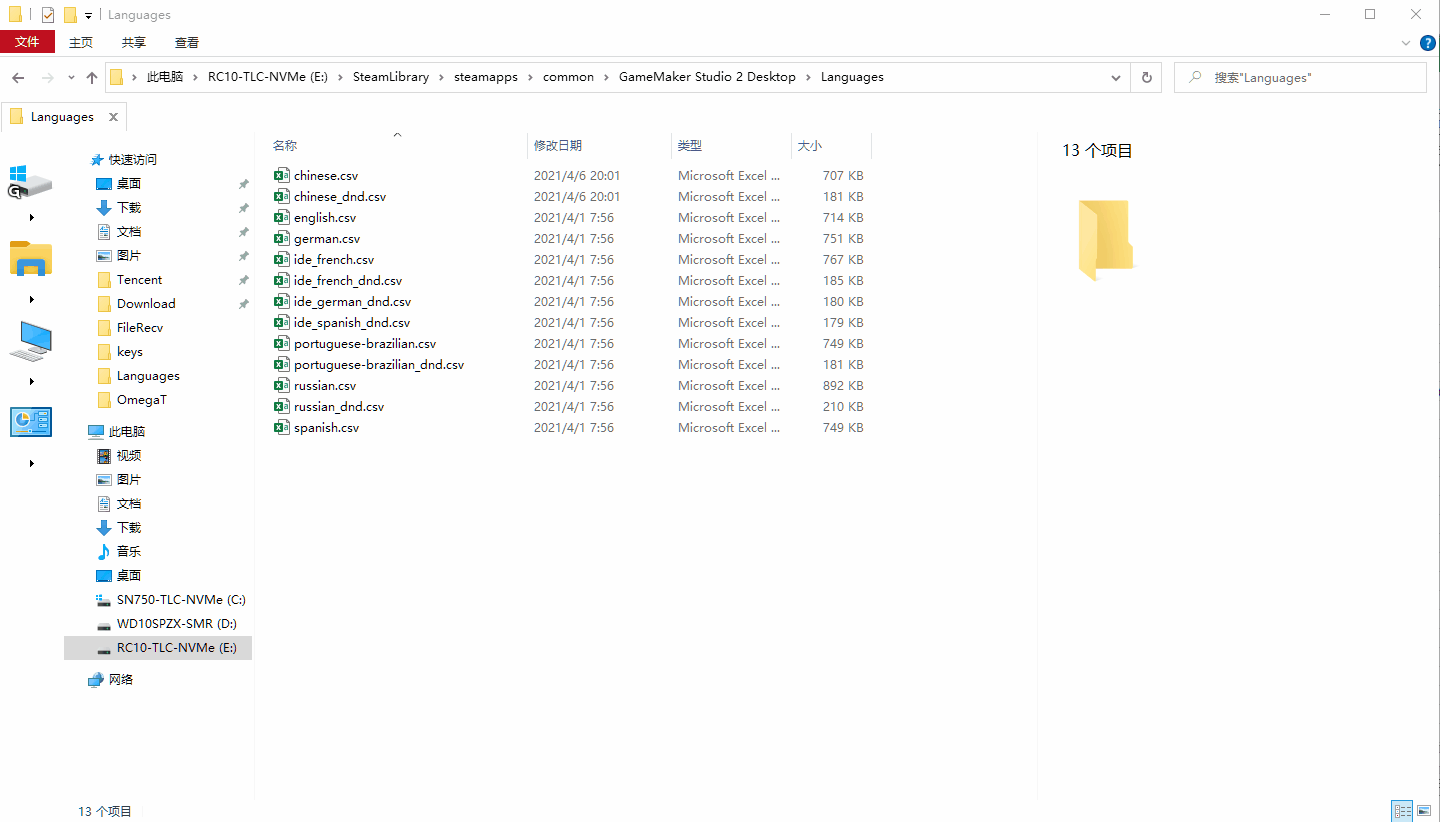 Languages
文件 主页 共享 查看
此电脑 RC10-TLC-NVMe (E:) SteamLibrary steamapps common GameMaker Studio 2 Desktop Languages
搜索"Languages"
Languages
快速访问
桌面
下载
文档
图片
Tencent
Download
FileRecv
keys
Languages
OmegaT
此电脑
视频
图片
文档
下载
音乐
桌面
SN750-TLC-NVMe (C:)
WD10SPZX-SMR (D:)
RC10-TLC-NVMe (E:)
网络
名称 修改日期 类型 大小
chinese.csv 2021/4/6 20:01 Microsoft Excel ... 707 KB
chinese_dnd.csv 2021/4/6 20:01 Microsoft Excel ... 181 KB
english.csv 2021/4/1 7:56 Microsoft Excel ... 714 KB
german.csv 2021/4/1 7:56 Microsoft Excel ... 751 KB
ide_french.csv 2021/4/1 7:56 Microsoft Excel ... 767 KB
ide_french_dnd.csv 2021/4/1 7:56 Microsoft Excel ... 185 KB
ide_german_dnd.csv 2021/4/1 7:56 Microsoft Excel ... 180 KB
ide_spanish_dnd.csv 2021/4/1 7:56 Microsoft Excel ... 179 KB
portuguese-brazilian.csv 2021/4/1 7:56 Microsoft Excel ... 749 KB
portuguese-brazilian_dnd.csv 2021/4/1 7:56 Microsoft Excel ... 181 KB
russian.csv 2021/4/1 7:56 Microsoft Excel ... 892 KB
russian_dnd.csv 2021/4/1 7:56 Microsoft Excel ... 210 KB
spanish.csv 2021/4/1 7:56 Microsoft Excel ... 749 KB
13 个项目
13 个项目